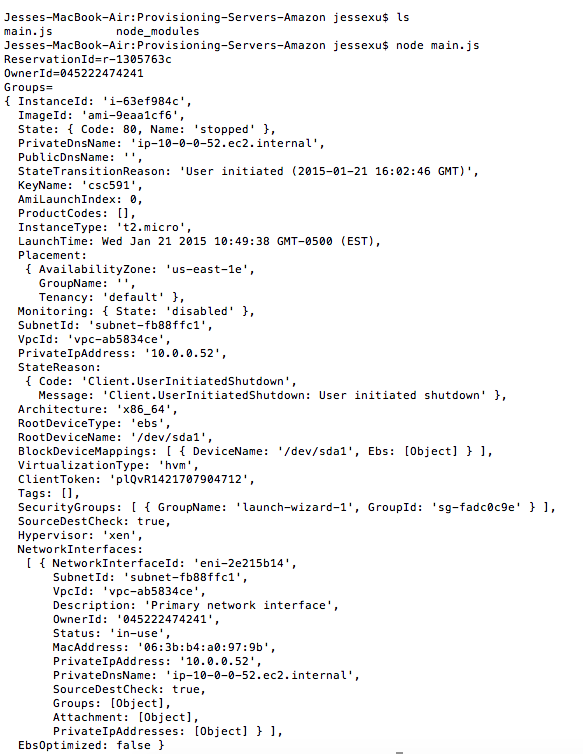 Jesses-MacBook-Air:Provisioning-Servers-Amazon jessexu$ ls
main.js         node_modules
Jesses-MacBook-Air:Provisioning-Servers-Amazon jessexu$ node main.js
ReservationId=r-1305763c
OwnerId=045222474241
Groups=
{ InstanceId: 'i-63ef984c',
  ImageId: 'ami-9eaa1cf6',
  State: { Code: 80, Name: 'stopped' },
  PrivateDnsName: 'ip-10-0-0-52.ec2.internal',
  PublicDnsName: '',
  StateTransitionReason: 'User initiated (2015-01-21 16:02:46 GMT)',
  KeyName: 'csc591',
  AmiLaunchIndex: 0,
  ProductCodes: [],
  InstanceType: 't2.micro',
  LaunchTime: Wed Jan 21 2015 10:49:38 GMT-0500 (EST),
  Placement:
   { AvailabilityZone: 'us-east-1e',
     GroupName: '',
     Tenancy: 'default' },
  Monitoring: { State: 'disabled' },
  SubnetId: 'subnet-fb88ffc1',
  VpcId: 'vpc-ab5834ce',
  PrivateIpAddress: '10.0.0.52',
  StateReason:
   { Code: 'Client.UserInitiatedShutdown',
     Message: 'Client.UserInitiatedShutdown: User initiated shutdown' },
  Architecture: 'x86_64',
  RootDeviceType: 'ebs',
  RootDeviceName: '/dev/sda1',
  BlockDeviceMappings: [ { DeviceName: '/dev/sda1', Ebs: [Object] } ],
  VirtualizationType: 'hvm',
  ClientToken: 'plQvR1421707904712',
  Tags: [],
  SecurityGroups: [ { GroupName: 'launch-wizard-1', GroupId: 'sg-fadc0c9e' } ],
  SourceDestCheck: true,
  Hypervisor: 'xen',
  NetworkInterfaces:
   [ { NetworkInterfaceId: 'eni-2e215b14',
       SubnetId: 'subnet-fb88ffc1',
       VpcId: 'vpc-ab5834ce',
       Description: 'Primary network interface',
       OwnerId: '045222474241',
       Status: 'in-use',
       MacAddress: '06:3b:b4:a0:97:9b',
       PrivateIpAddress: '10.0.0.52',
       PrivateDnsName: 'ip-10-0-0-52.ec2.internal',
       SourceDestCheck: true,
       Groups: [Object],
       Attachment: [Object],
       PrivateIpAddresses: [Object] } ],
  EbsOptimized: false }